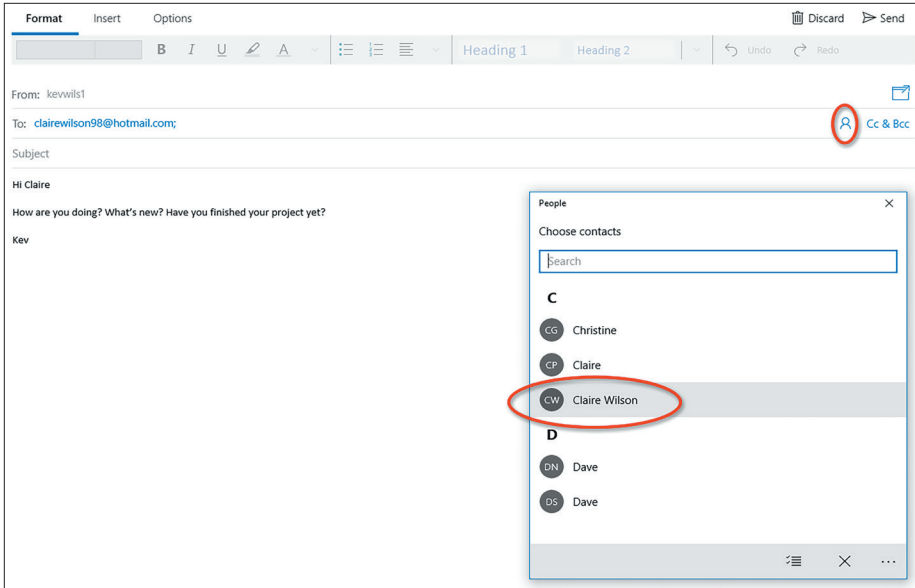 Format Insert Options Discard Send
B I U A Heading 1 Heading 2 Undo Redo
From: kevwils1
To: clairewilson98@hotmail.com; Cc & Bcc
Subject
Hi Claire
How are you doing? What's new? Have you finished your project yet?
Kev
People
Choose contacts
Search
C
CG Christine
CP Claire
CW Claire Wilson
D
DN Dave
DS Dave